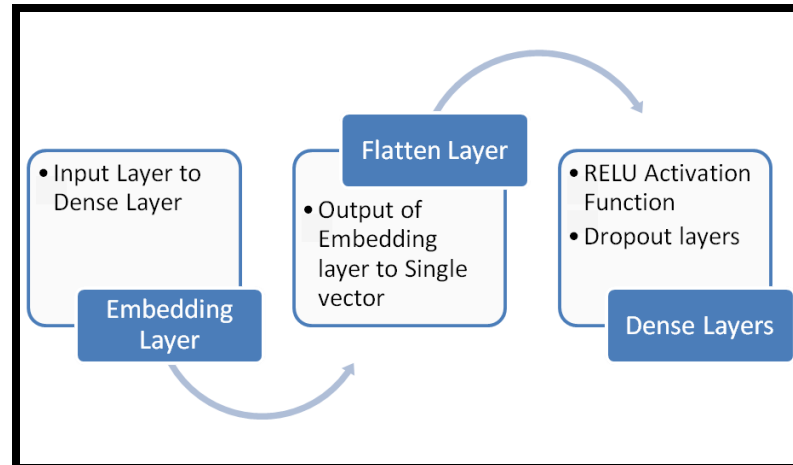 • Input Layer to
Dense Layer
Embedding
Layer
Flatten Layer
• Output of
Embedding
layer to Single
vector
• RELU Activation
Function
• Dropout layers
Dense Layers